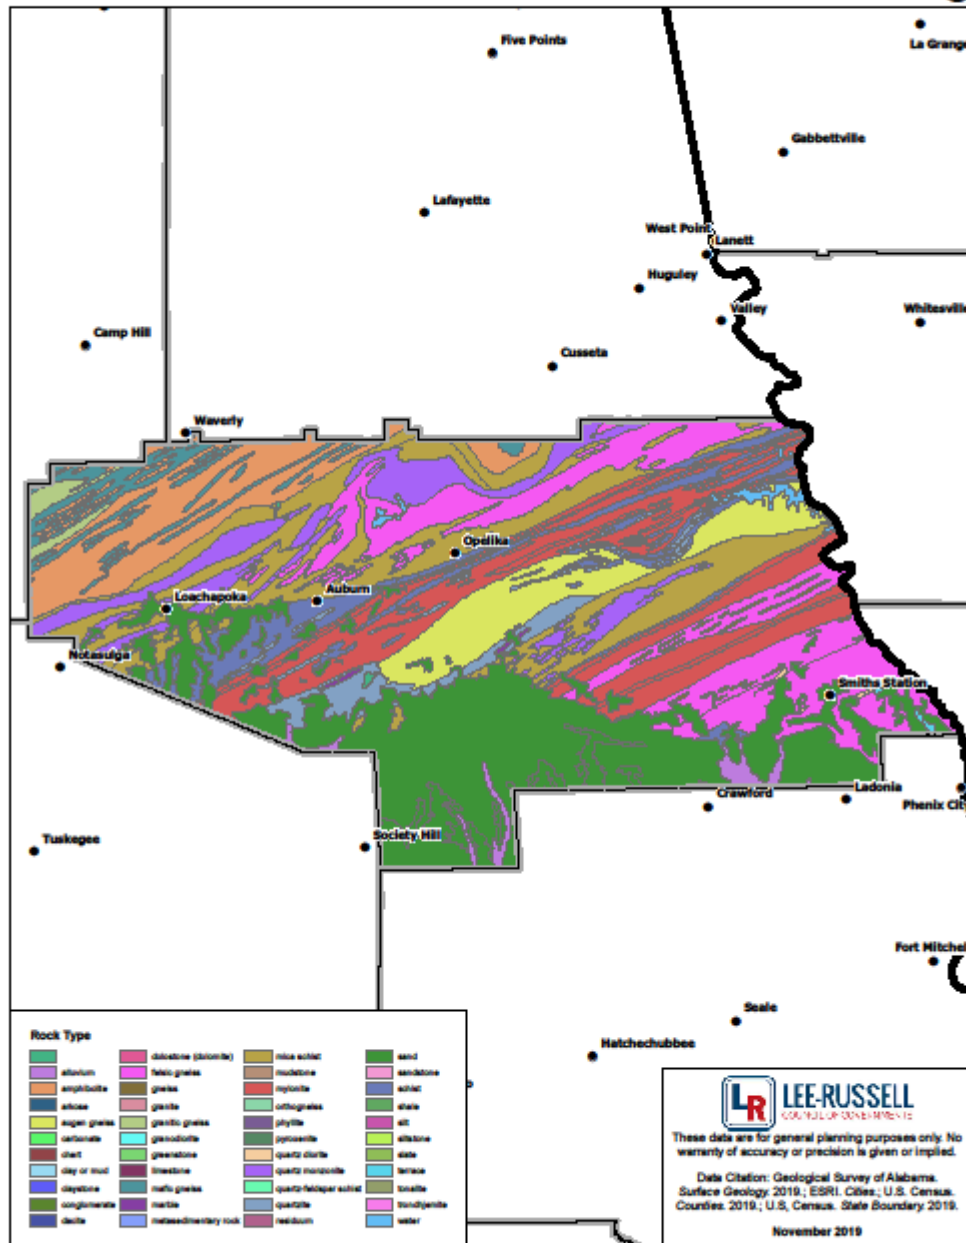 Five Points
La Grange
Gabbettville
Lafayette
West Point
Lanett
Huguley
Valley
Whitesville
Camp Hill
Cusseta
Waverly
Opelika
Auburn
Loachapoka
Notasulga
Smiths Station
Crawford
Ladonia
Phenix City
Tuskegee
Society Hill
Fort Mitchel
Seale
Hatchechubbee
Rock Type
alluvium
amphibolite
arkose
augen gneiss
carbonate
chert
clay or mud
claystone
conglomerate
dacite
dolostone (dolomite)
felsic gneiss
gneiss
granite
granitic gneiss
granodiorite
greenstone
limestone
mafic gneiss
marble
metasedimentary rock
mica schist
mudstone
mylonite
orthogneiss
phyllite
pyroxenite
quartz diorite
quartz monzonite
quartz-feldspar schist
quartzite
residuum
sand
sandstone
schist
shale
silt
siltstone
slate
terrace
tonalite
trondhjemite
water
LR LEE-RUSSELL
COUNCIL OF GOVERNMENTS
These data are for general planning purposes only. No
warranty of accuracy or precision is given or implied.
Data Citation: Geological Survey of Alabama.
Surface Geology. 2019.; ESRI. Cities.; U.S. Census.
Counties. 2019.; U.S, Census. State Boundary. 2019.
November 2019